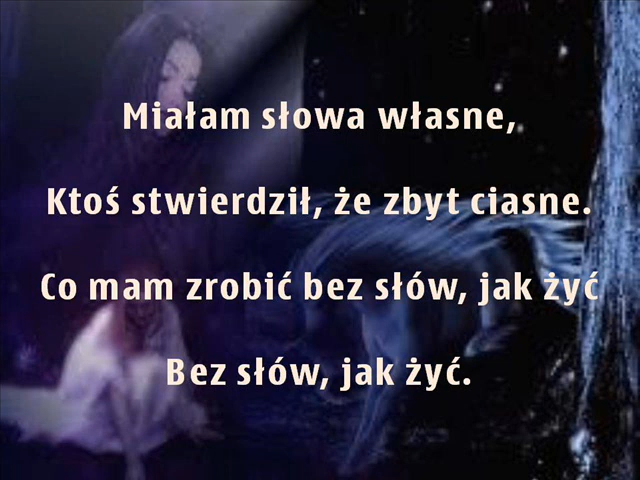 Miałam słowa własne,
Ktoś stwierdził, że zbyt ciasne.
Co mam zrobić bez słów, jak żyć
Bez słów, jak żyć.